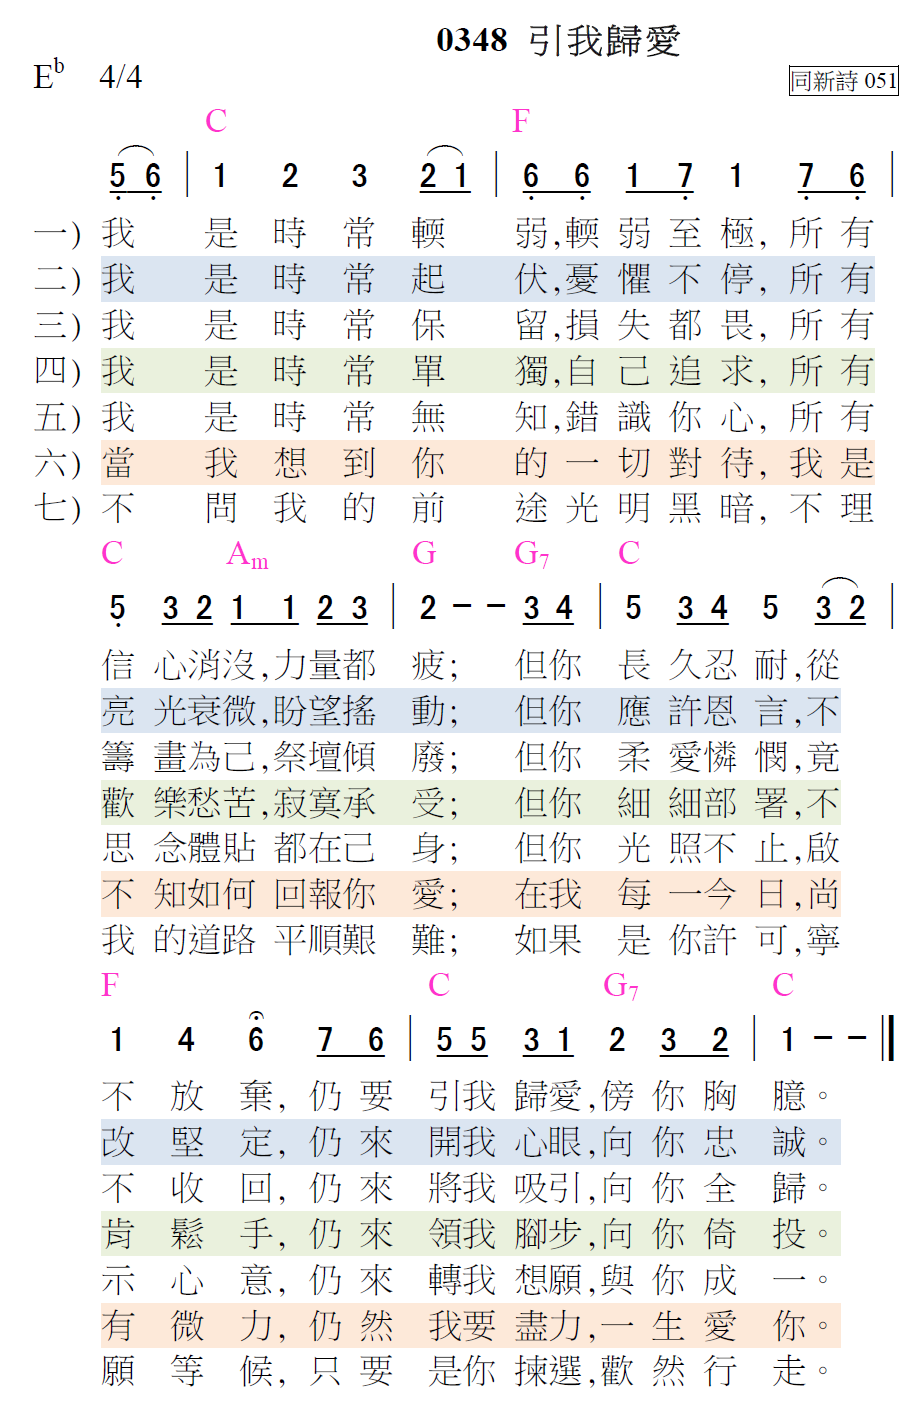 0348 引我歸愛
E♭ 4/4 同新詩 051
C F
5 6 | 1 2 3 2 1 | 6 6 1 7 1 7 6 |
一) 我 是 時 常 輭 弱,輭 弱 至 極, 所 有
二) 我 是 時 常 起 伏,憂 懼 不 停, 所 有
三) 我 是 時 常 保 留,損 失 都 畏, 所 有
四) 我 是 時 常 單 獨,自 己 追 求, 所 有
五) 我 是 時 常 無 知,錯 識 你 心, 所 有
六) 當 我 想 到 你 的 一 切 對 待, 我 是
七) 不 問 我 的 前 途 光 明 黑 暗, 不 理
C Am G G7 C
5 3 2 1 1 2 3 | 2 - - 3 4 | 5 3 4 5 3 2 |
信 心消沒,力量都 疲; 但你 長 久忍 耐,從
亮 光衰微,盼望搖 動; 但你 應 許恩 言,不
籌 畫為己,祭壇傾 廢; 但你 柔 愛憐 憫,竟
歡 樂愁苦,寂寞承 受; 但你 細 細部 署,不
思 念體貼 都在己 身; 但你 光 照不 止,啟
不 知如何 回報你 愛; 在我 每 一今 日,尚
我 的道路 平順艱 難; 如果 是 你許 可,寧
F C G7 C
1 4 6 7 6 | 5 5 3 1 2 3 2 | 1 - - ‖
不 放 棄, 仍 要 引我 歸愛,傍 你 胸 臆。
改 堅 定, 仍 來 開我 心眼,向 你 忠 誠。
不 收 回, 仍 來 將我 吸引,向 你 全 歸。
肯 鬆 手, 仍 來 領我 腳步,向 你 倚 投。
示 心 意, 仍 來 轉我 想願,與 你 成 一。
有 微 力, 仍 然 我要 盡力,一 生 愛 你。
願 等 候, 只 要 是你 揀選,歡 然 行 走。